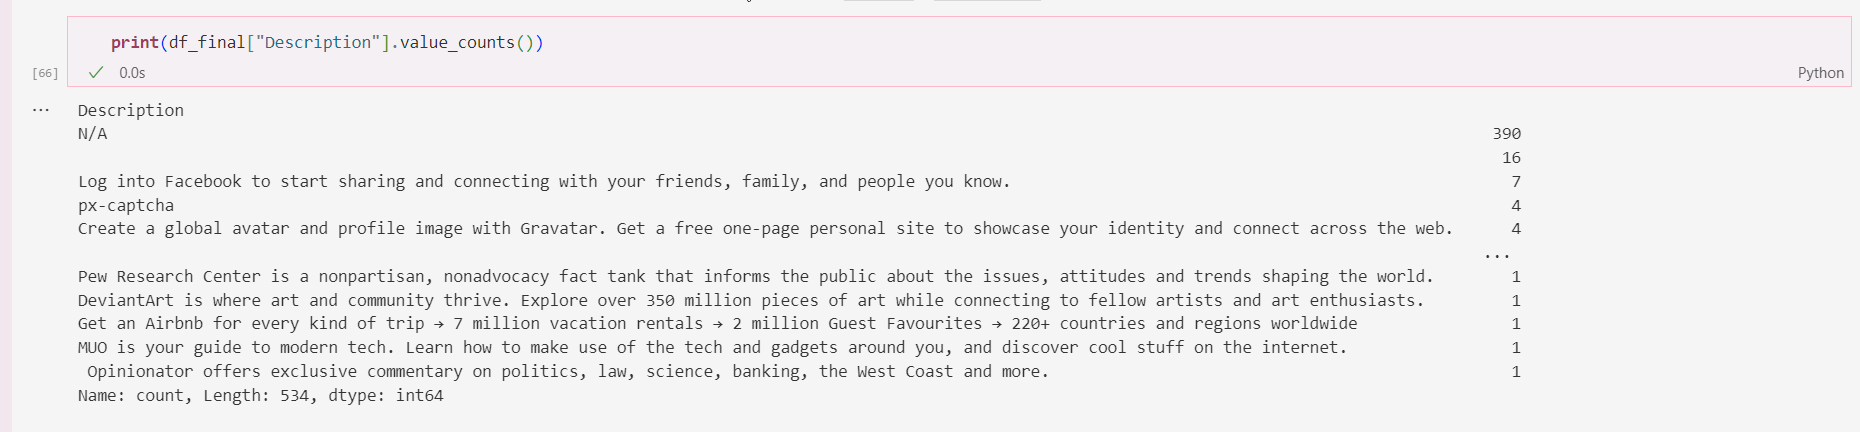 print(df_final["Description"].value_counts())
[66]
0.0s
Python
...
Description
N/A 390
16
Log into Facebook to start sharing and connecting with your friends, family, and people you know. 7
px-captcha 4
Create a global avatar and profile image with Gravatar. Get a free one-page personal site to showcase your identity and connect across the web. 4
...
Pew Research Center is a nonpartisan, nonadvocacy fact tank that informs the public about the issues, attitudes and trends shaping the world. 1
DeviantArt is where art and community thrive. Explore over 350 million pieces of art while connecting to fellow artists and art enthusiasts. 1
Get an Airbnb for every kind of trip → 7 million vacation rentals → 2 million Guest Favourites → 220+ countries and regions worldwide 1
MUO is your guide to modern tech. Learn how to make use of the tech and gadgets around you, and discover cool stuff on the internet. 1
Opinionator offers exclusive commentary on politics, law, science, banking, the West Coast and more. 1
Name: count, Length: 534, dtype: int64